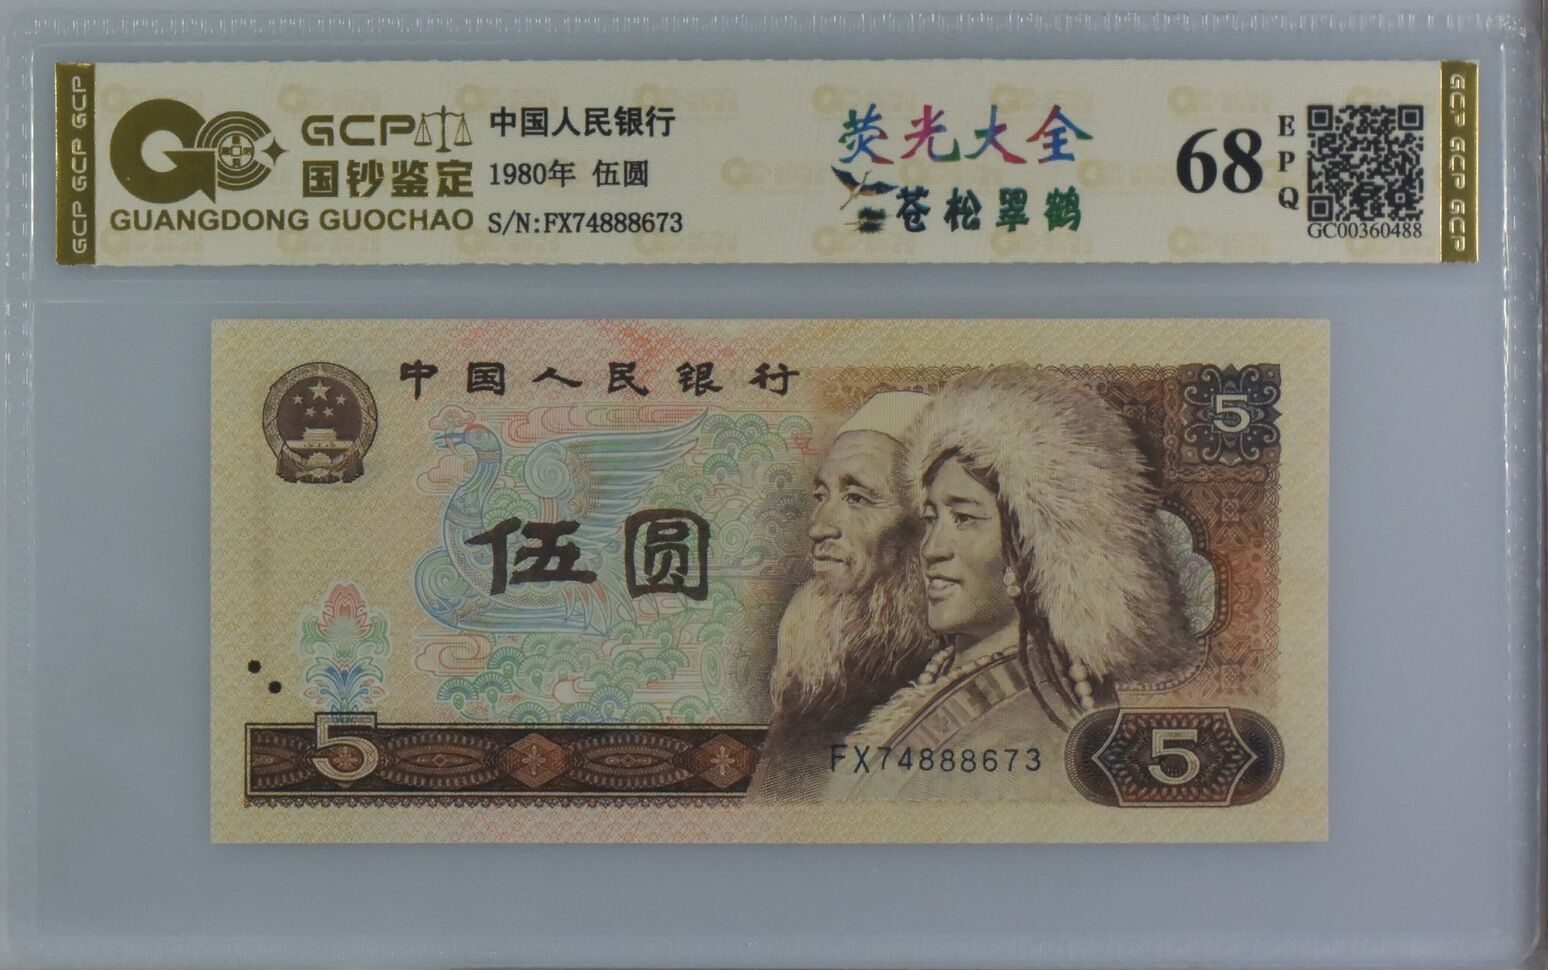 GCP GCP GCP
GCP
国钞鉴定
GUANGDONG GUOCHAO
中国人民银行
1980年 伍圆
S/N:FX74888673
荧光大全
苍松翠鹤
68
EPQ
GC00360488
GCP GCP GCP
中国人民银行
5
伍圆
5
FX74888673
5